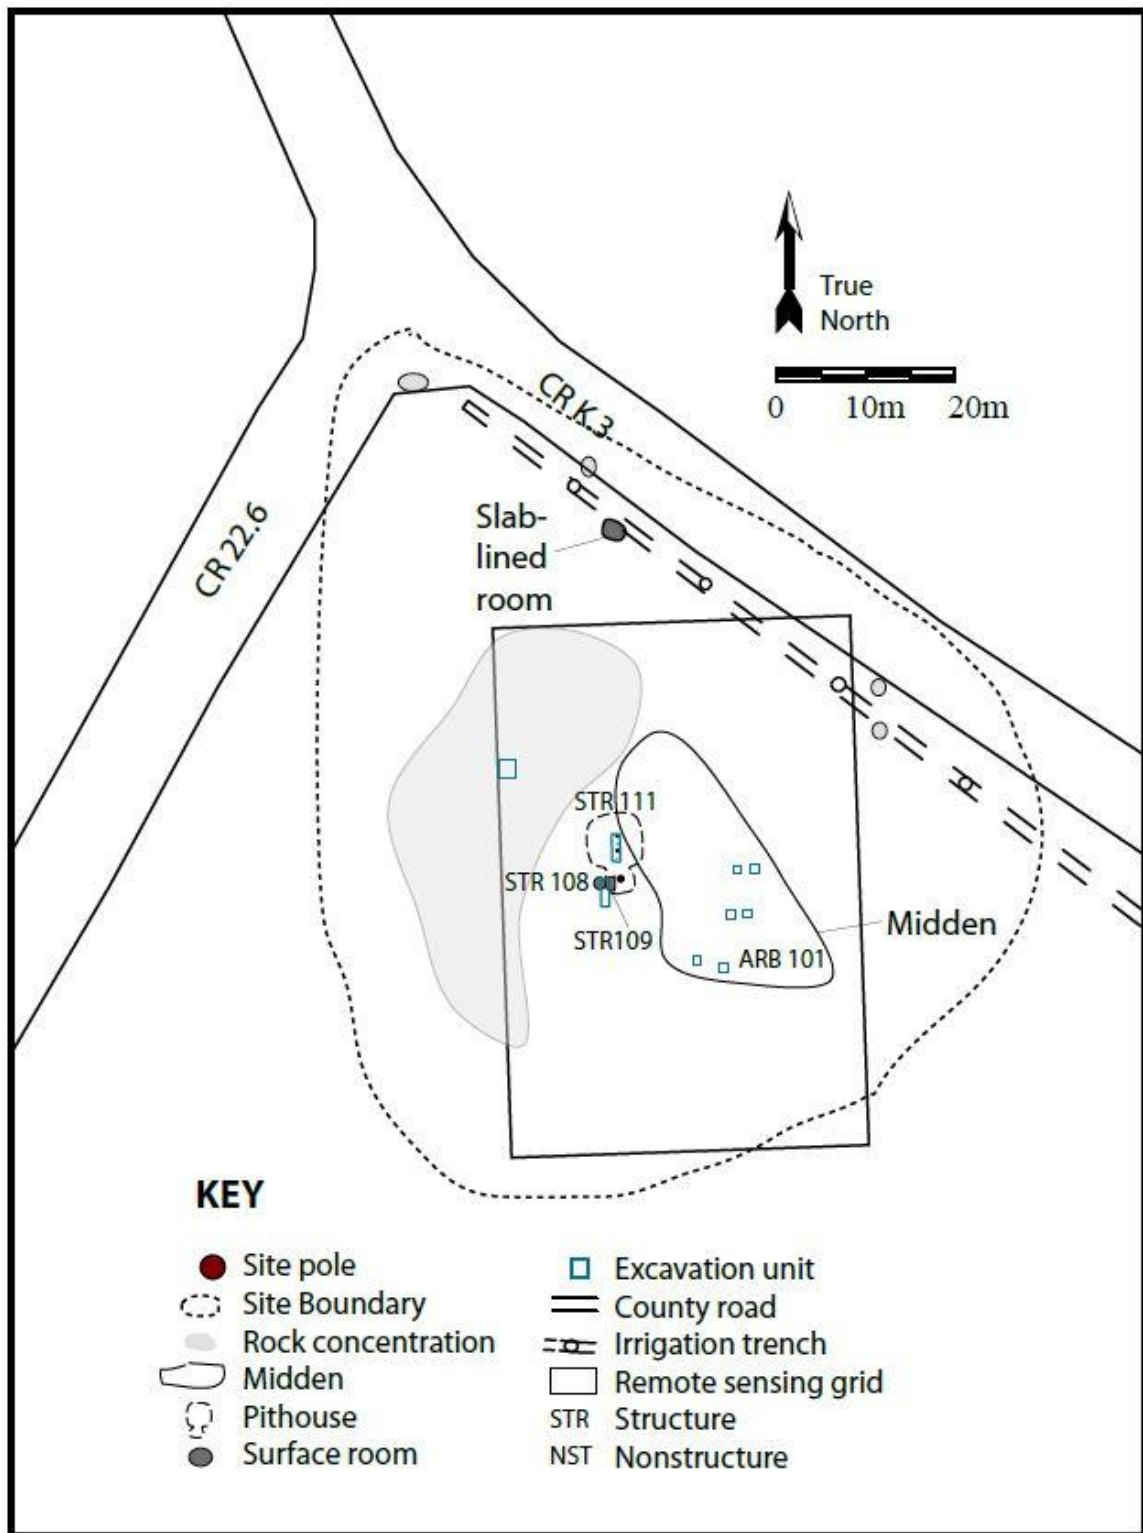 True
North
0 10m 20m
CR K.3
CR 22.6
Slab-
lined
room
STR 111
STR 108
STR109
Midden
ARB 101
KEY
Site pole
Site Boundary
Rock concentration
Midden
Pithouse
Surface room
Excavation unit
County road
Irrigation trench
Remote sensing grid
STR Structure
NST Nonstructure